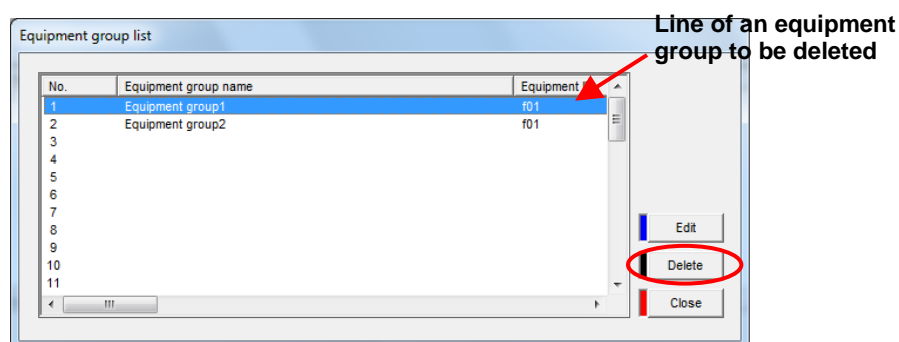 Line of an equipment
group to be deleted
Equipment group list
No. Equipment group name Equipment
1 Equipment group1 f01
2 Equipment group2 f01
3
4
5
6
7
8
9
10
11
Edit
Delete
Close